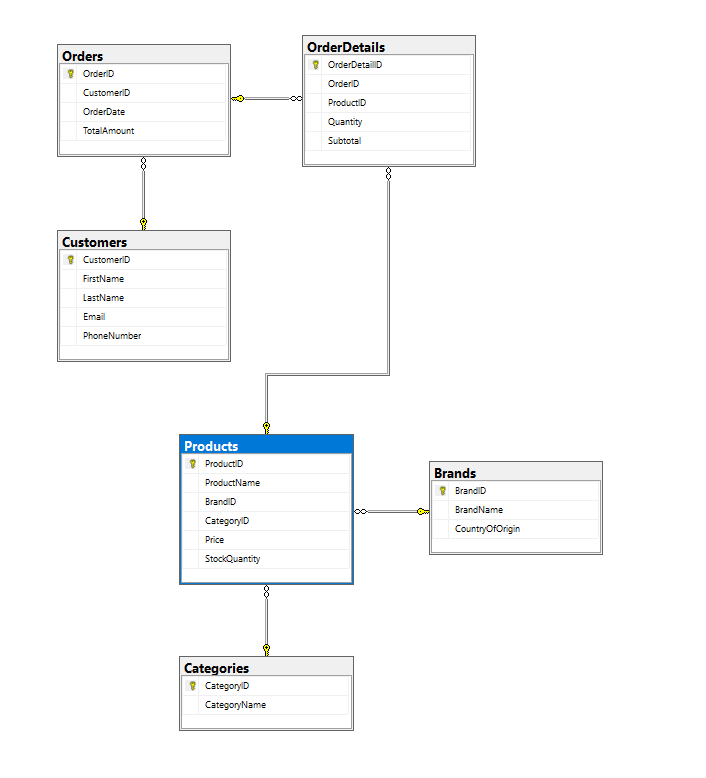 Orders
OrderID
CustomerID
OrderDate
TotalAmount
OrderDetails
OrderDetailID
OrderID
ProductID
Quantity
Subtotal
Customers
CustomerID
FirstName
LastName
Email
PhoneNumber
Products
ProductID
ProductName
BrandID
CategoryID
Price
StockQuantity
Brands
BrandID
BrandName
CountryOfOrigin
Categories
CategoryID
CategoryName